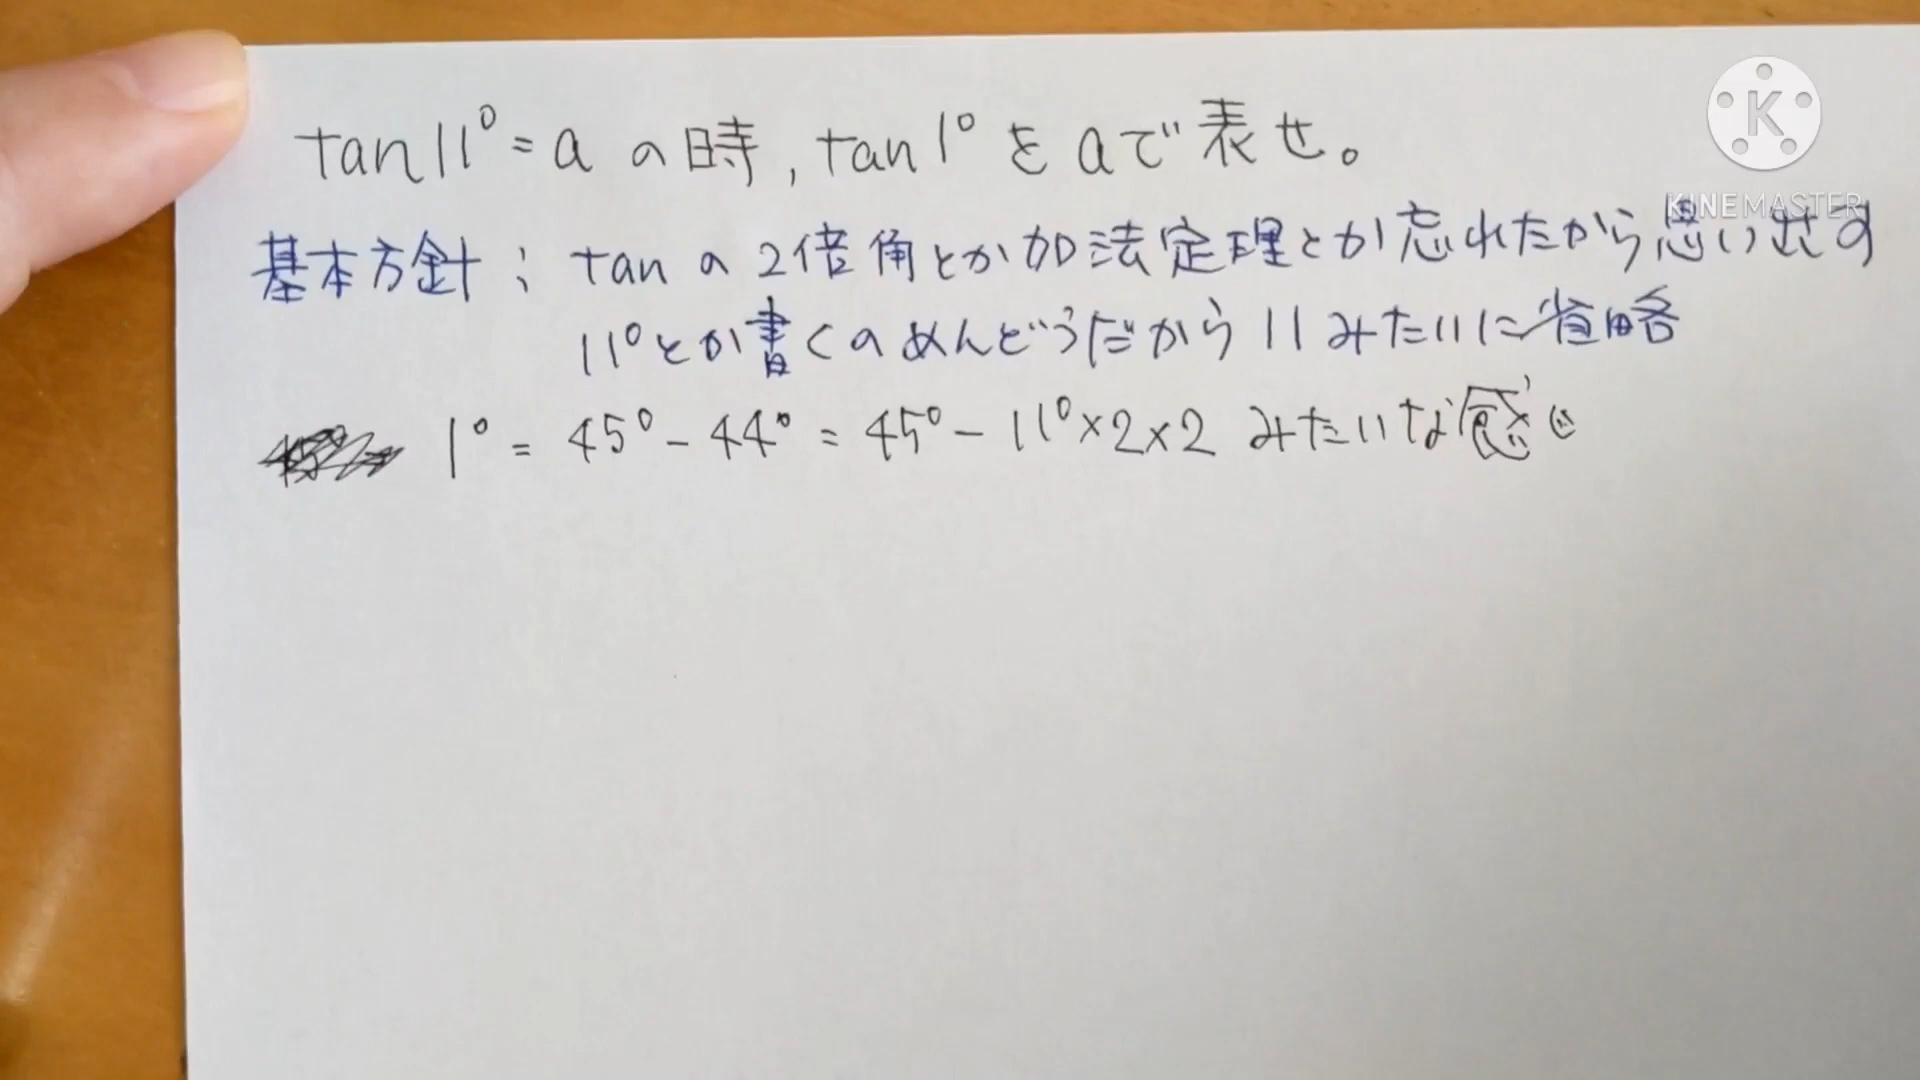 tan11°=a の時, tan1°をaで表せ。
K
KINEMASTER
基本方針; tanの2倍角とか加法定理とか忘れたから思い出す
11°とか書くのめんどうだから11みたいに省略
1° = 45° - 44° = 45° - 11°×2×2 みたいな感じ